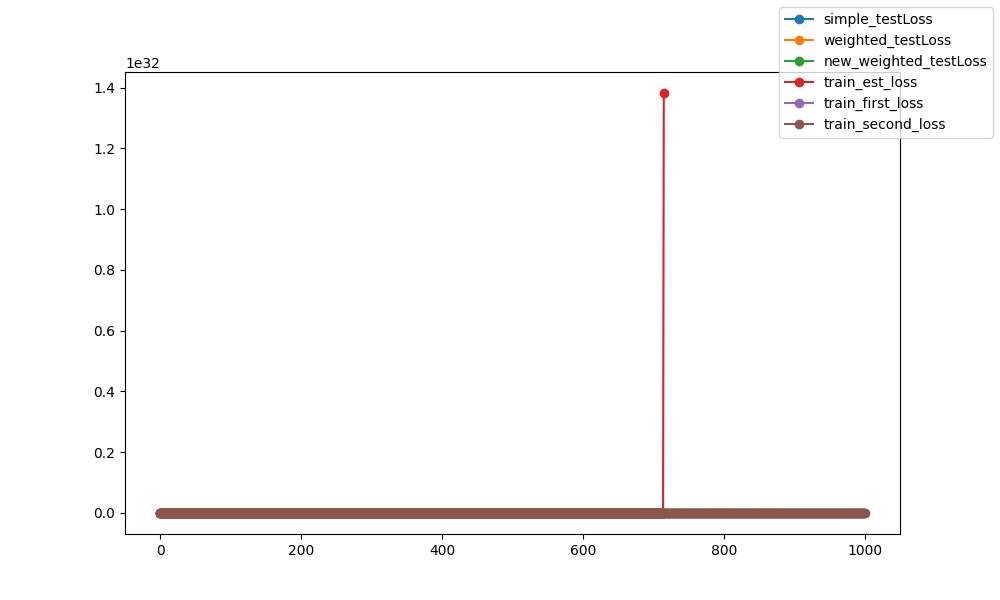 simple_testLoss
weighted_testLoss
new_weighted_testLoss
train_est_loss
train_first_loss
train_second_loss
1e32
1.4
1.2
1.0
0.8
0.6
0.4
0.2
0.0
0 200 400 600 800 1000